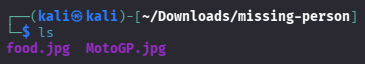 ┌──(kali㉿kali)-[~/Downloads/missing-person]
└─$ ls
food.jpg  MotoGP.jpg